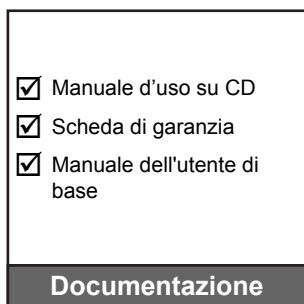 Manuale d’uso su CD
Scheda di garanzia
Manuale dell'utente di
base
Documentazione